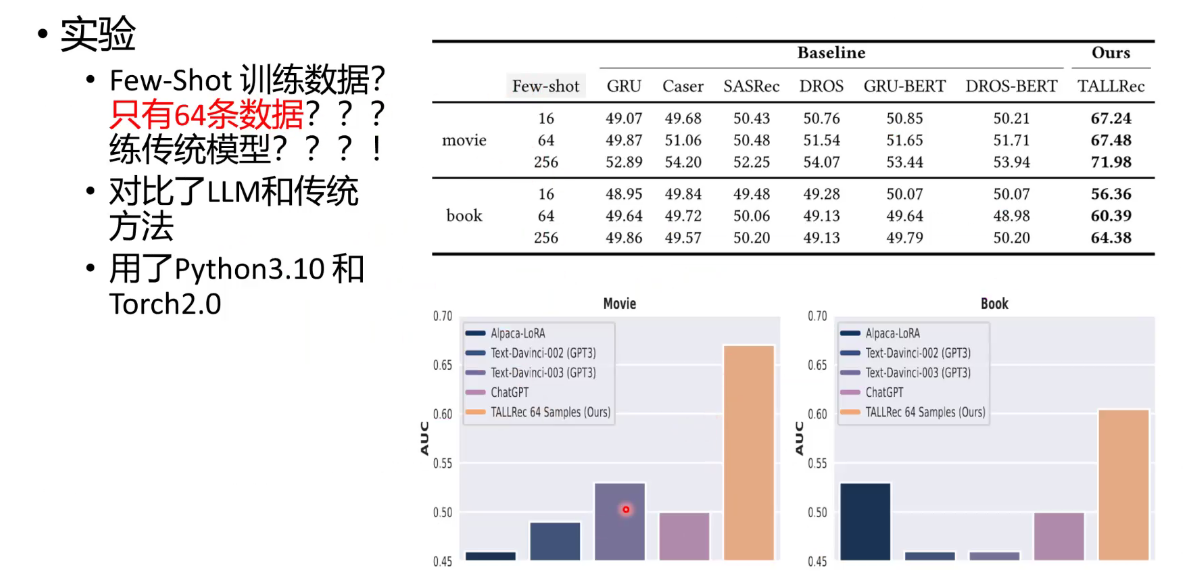 • 实验
• Few-Shot 训练数据？
只有64条数据？？？
练传统模型？？？！
• 对比了LLM和传统
方法
• 用了Python3.10 和
Torch2.0
Baseline Ours
Few-shot GRU Caser SASRec DROS GRU-BERT DROS-BERT TALLRec
16 49.07 49.68 50.43 50.76 50.85 50.21 67.24
movie 64 49.87 51.06 50.48 51.54 51.65 51.71 67.48
256 52.89 54.20 52.25 54.07 53.44 53.94 71.98
16 48.95 49.84 49.48 49.28 50.07 50.07 56.36
book 64 49.64 49.72 50.06 49.13 49.64 48.98 60.39
256 49.86 49.57 50.20 49.13 49.79 50.20 64.38
Movie
AUC
0.70
0.65
0.60
0.55
0.50
0.45
Alpaca-LoRA
Text-Davinci-002 (GPT3)
Text-Davinci-003 (GPT3)
ChatGPT
TALLRec 64 Samples (Ours)
Book
AUC
0.70
0.65
0.60
0.55
0.50
0.45
Alpaca-LoRA
Text-Davinci-002 (GPT3)
Text-Davinci-003 (GPT3)
ChatGPT
TALLRec 64 Samples (Ours)